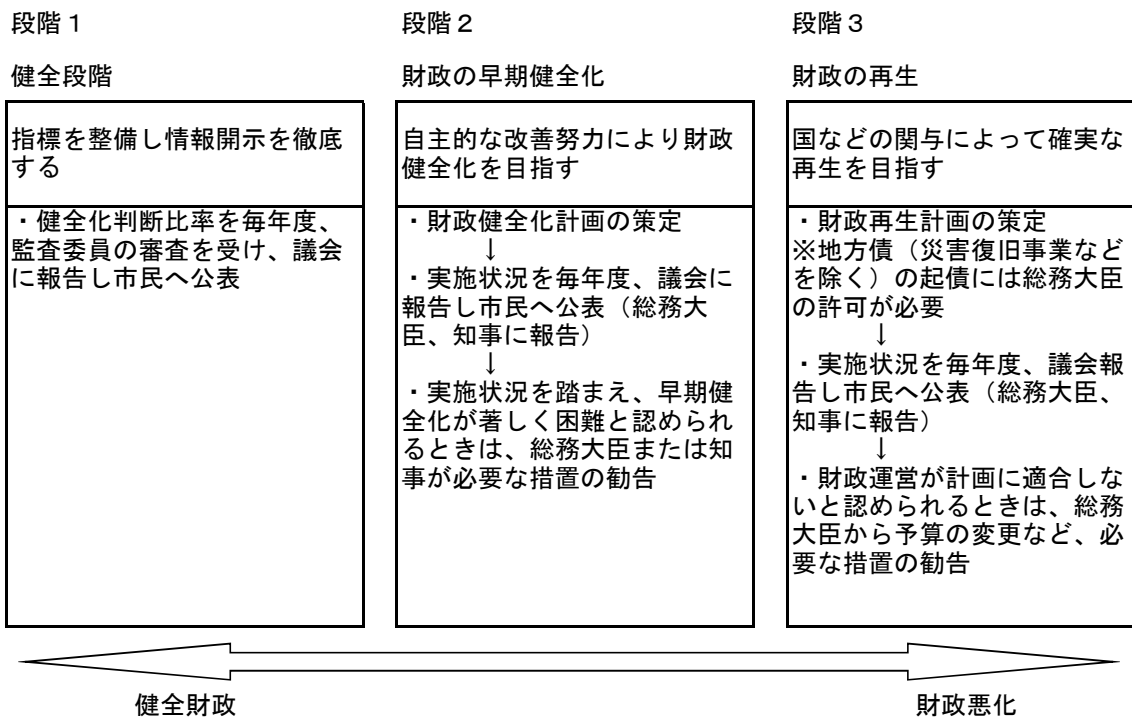 段階１
健全段階
指標を整備し情報開示を徹底
する
・健全化判断比率を毎年度、
監査委員の審査を受け、議会
に報告し市民へ公表
段階２
財政の早期健全化
自主的な改善努力により財政
健全化を目指す
・財政健全化計画の策定
↓
・実施状況を毎年度、議会に
報告し市民へ公表（総務大
臣、知事に報告）
↓
・実施状況を踏まえ、早期健
全化が著しく困難と認められ
るときは、総務大臣または知
事が必要な措置の勧告
段階３
財政の再生
国などの関与によって確実な
再生を目指す
・財政再生計画の策定
※地方債（災害復旧事業など
を除く）の起債には総務大臣
の許可が必要
↓
・実施状況を毎年度、議会報
告し市民へ公表（総務大臣、
知事に報告）
↓
・財政運営が計画に適合しな
いと認められるときは、総務
大臣から予算の変更など、必
要な措置の勧告
健全財政
財政悪化